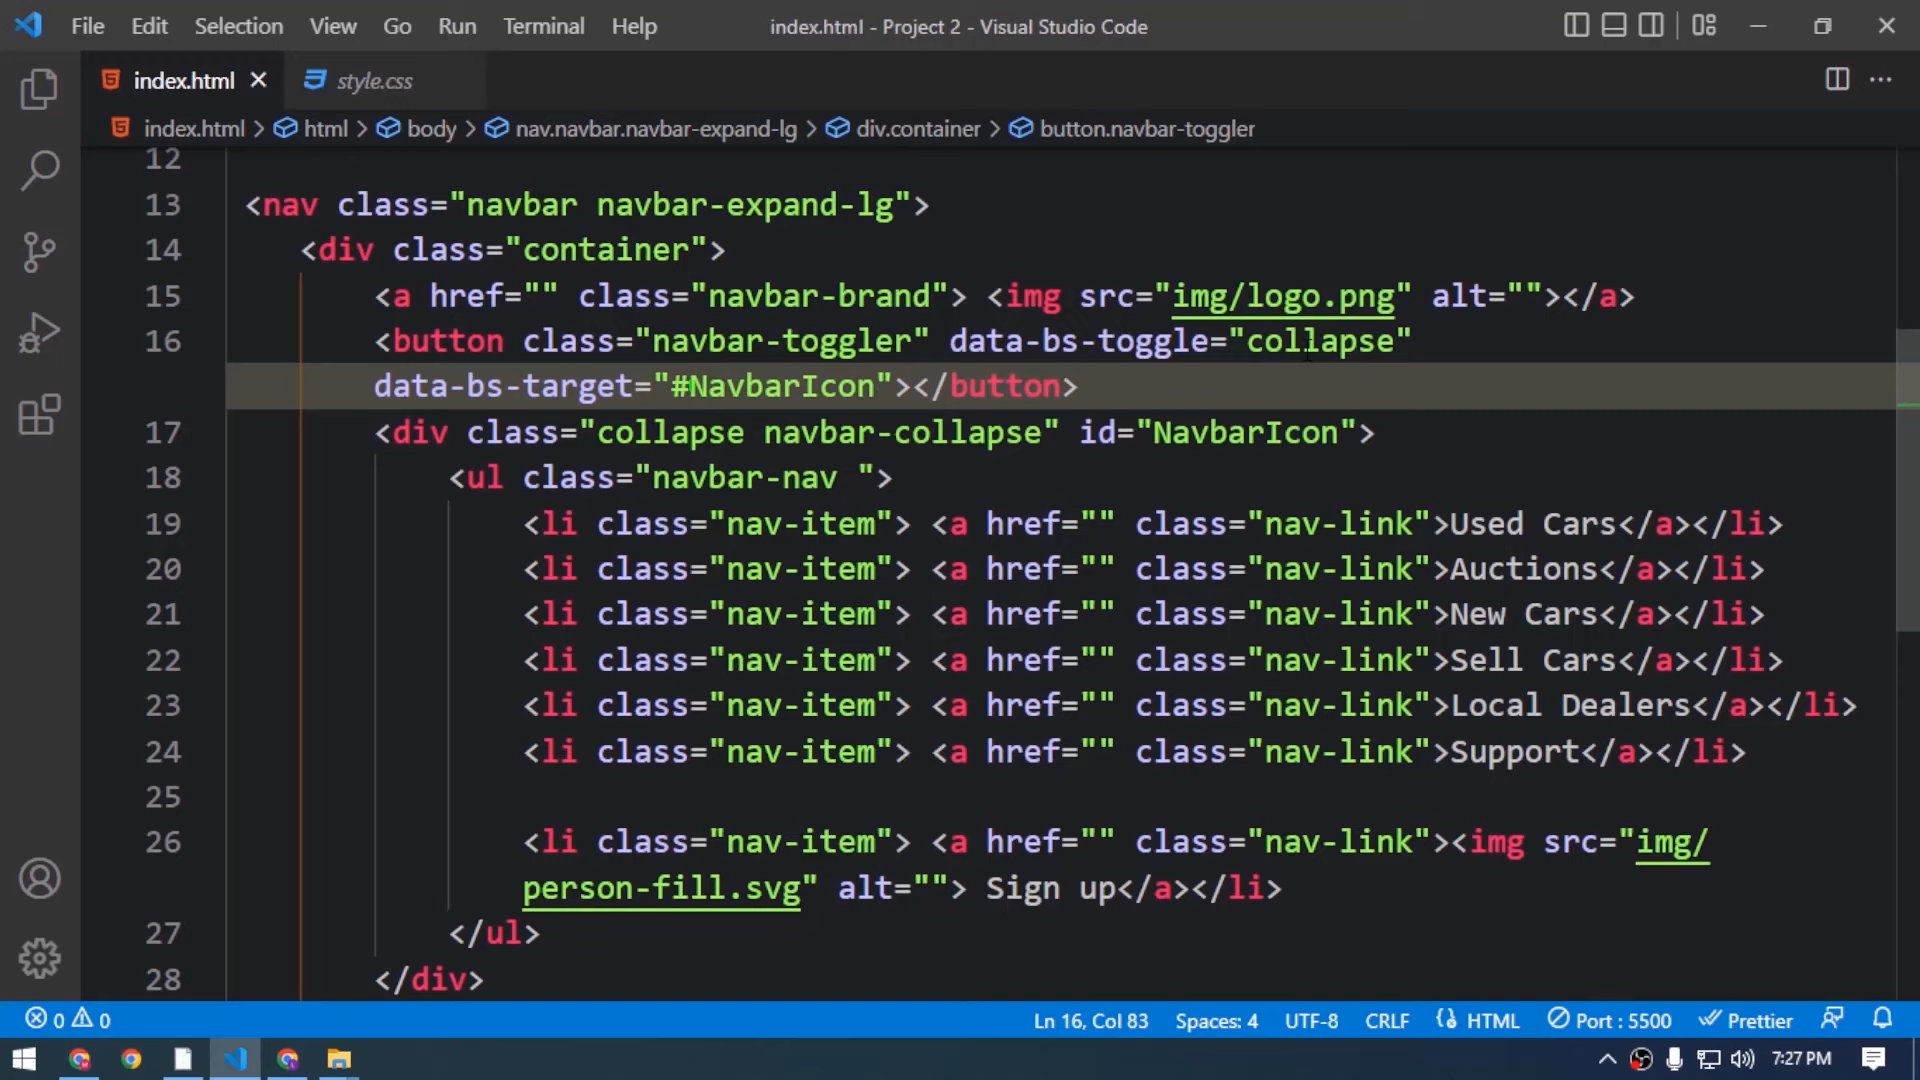 File Edit Selection View Go Run Terminal Help index.html - Project 2 - Visual Studio Code
index.html style.css
index.html > html > body > nav.navbar.navbar-expand-lg > div.container > button.navbar-toggler
12
13 <nav class="navbar navbar-expand-lg">
14 <div class="container">
15 <a href="" class="navbar-brand"> <img src="img/logo.png" alt=""></a>
16 <button class="navbar-toggler" data-bs-toggle="collapse"
data-bs-target="#NavbarIcon"></button>
17 <div class="collapse navbar-collapse" id="NavbarIcon">
18 <ul class="navbar-nav ">
19 <li class="nav-item"> <a href="" class="nav-link">Used Cars</a></li>
20 <li class="nav-item"> <a href="" class="nav-link">Auctions</a></li>
21 <li class="nav-item"> <a href="" class="nav-link">New Cars</a></li>
22 <li class="nav-item"> <a href="" class="nav-link">Sell Cars</a></li>
23 <li class="nav-item"> <a href="" class="nav-link">Local Dealers</a></li>
24 <li class="nav-item"> <a href="" class="nav-link">Support</a></li>
25
26 <li class="nav-item"> <a href="" class="nav-link"><img src="img/
person-fill.svg" alt=""> Sign up</a></li>
27 </ul>
28 </div>
0 0 Ln 16, Col 83 Spaces: 4 UTF-8 CRLF HTML Port : 5500 Prettier
7:27 PM